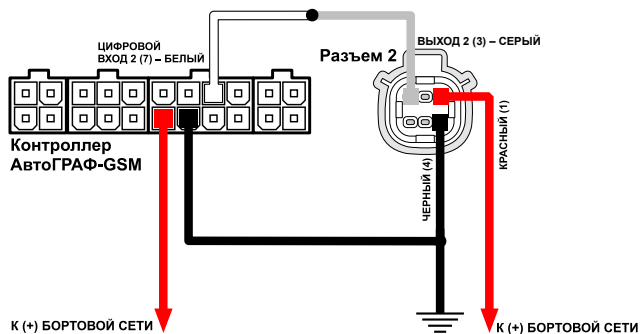 ЦИФРОВОЙ
ВХОД 2 (7) – БЕЛЫЙ
ВЫХОД 2 (3) – СЕРЫЙ
Разъем 2
Контроллер
АвтоГРАФ-GSM
ЧЕРНЫЙ (4)
КРАСНЫЙ (1)
К (+) БОРТОВОЙ СЕТИ
К (+) БОРТОВОЙ СЕТИ